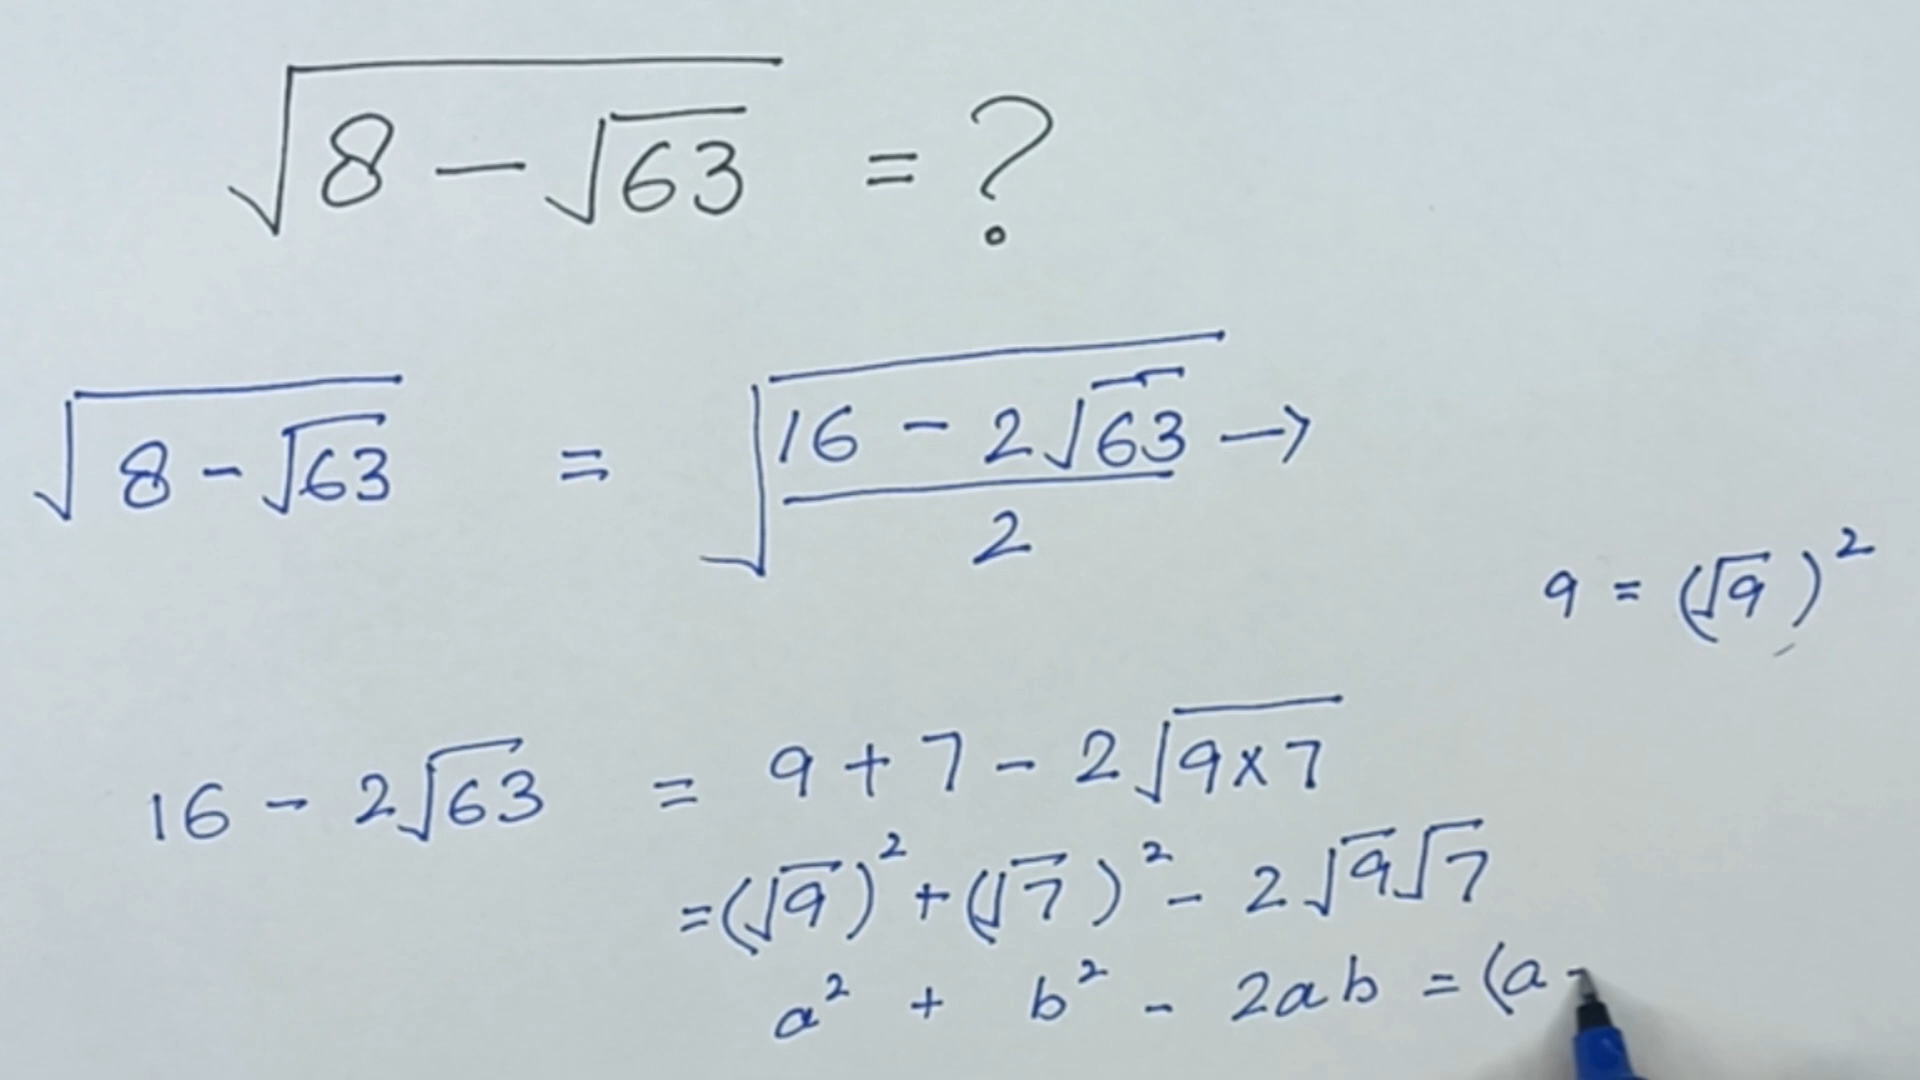 √(8 − √63) = ?
√(8 − √63) = √((16 − 2√63)/2) →
9 = (√9)²
16 − 2√63 = 9 + 7 − 2√(9×7)
= (√9)² + (√7)² − 2√9√7
a² + b² − 2ab = (a −